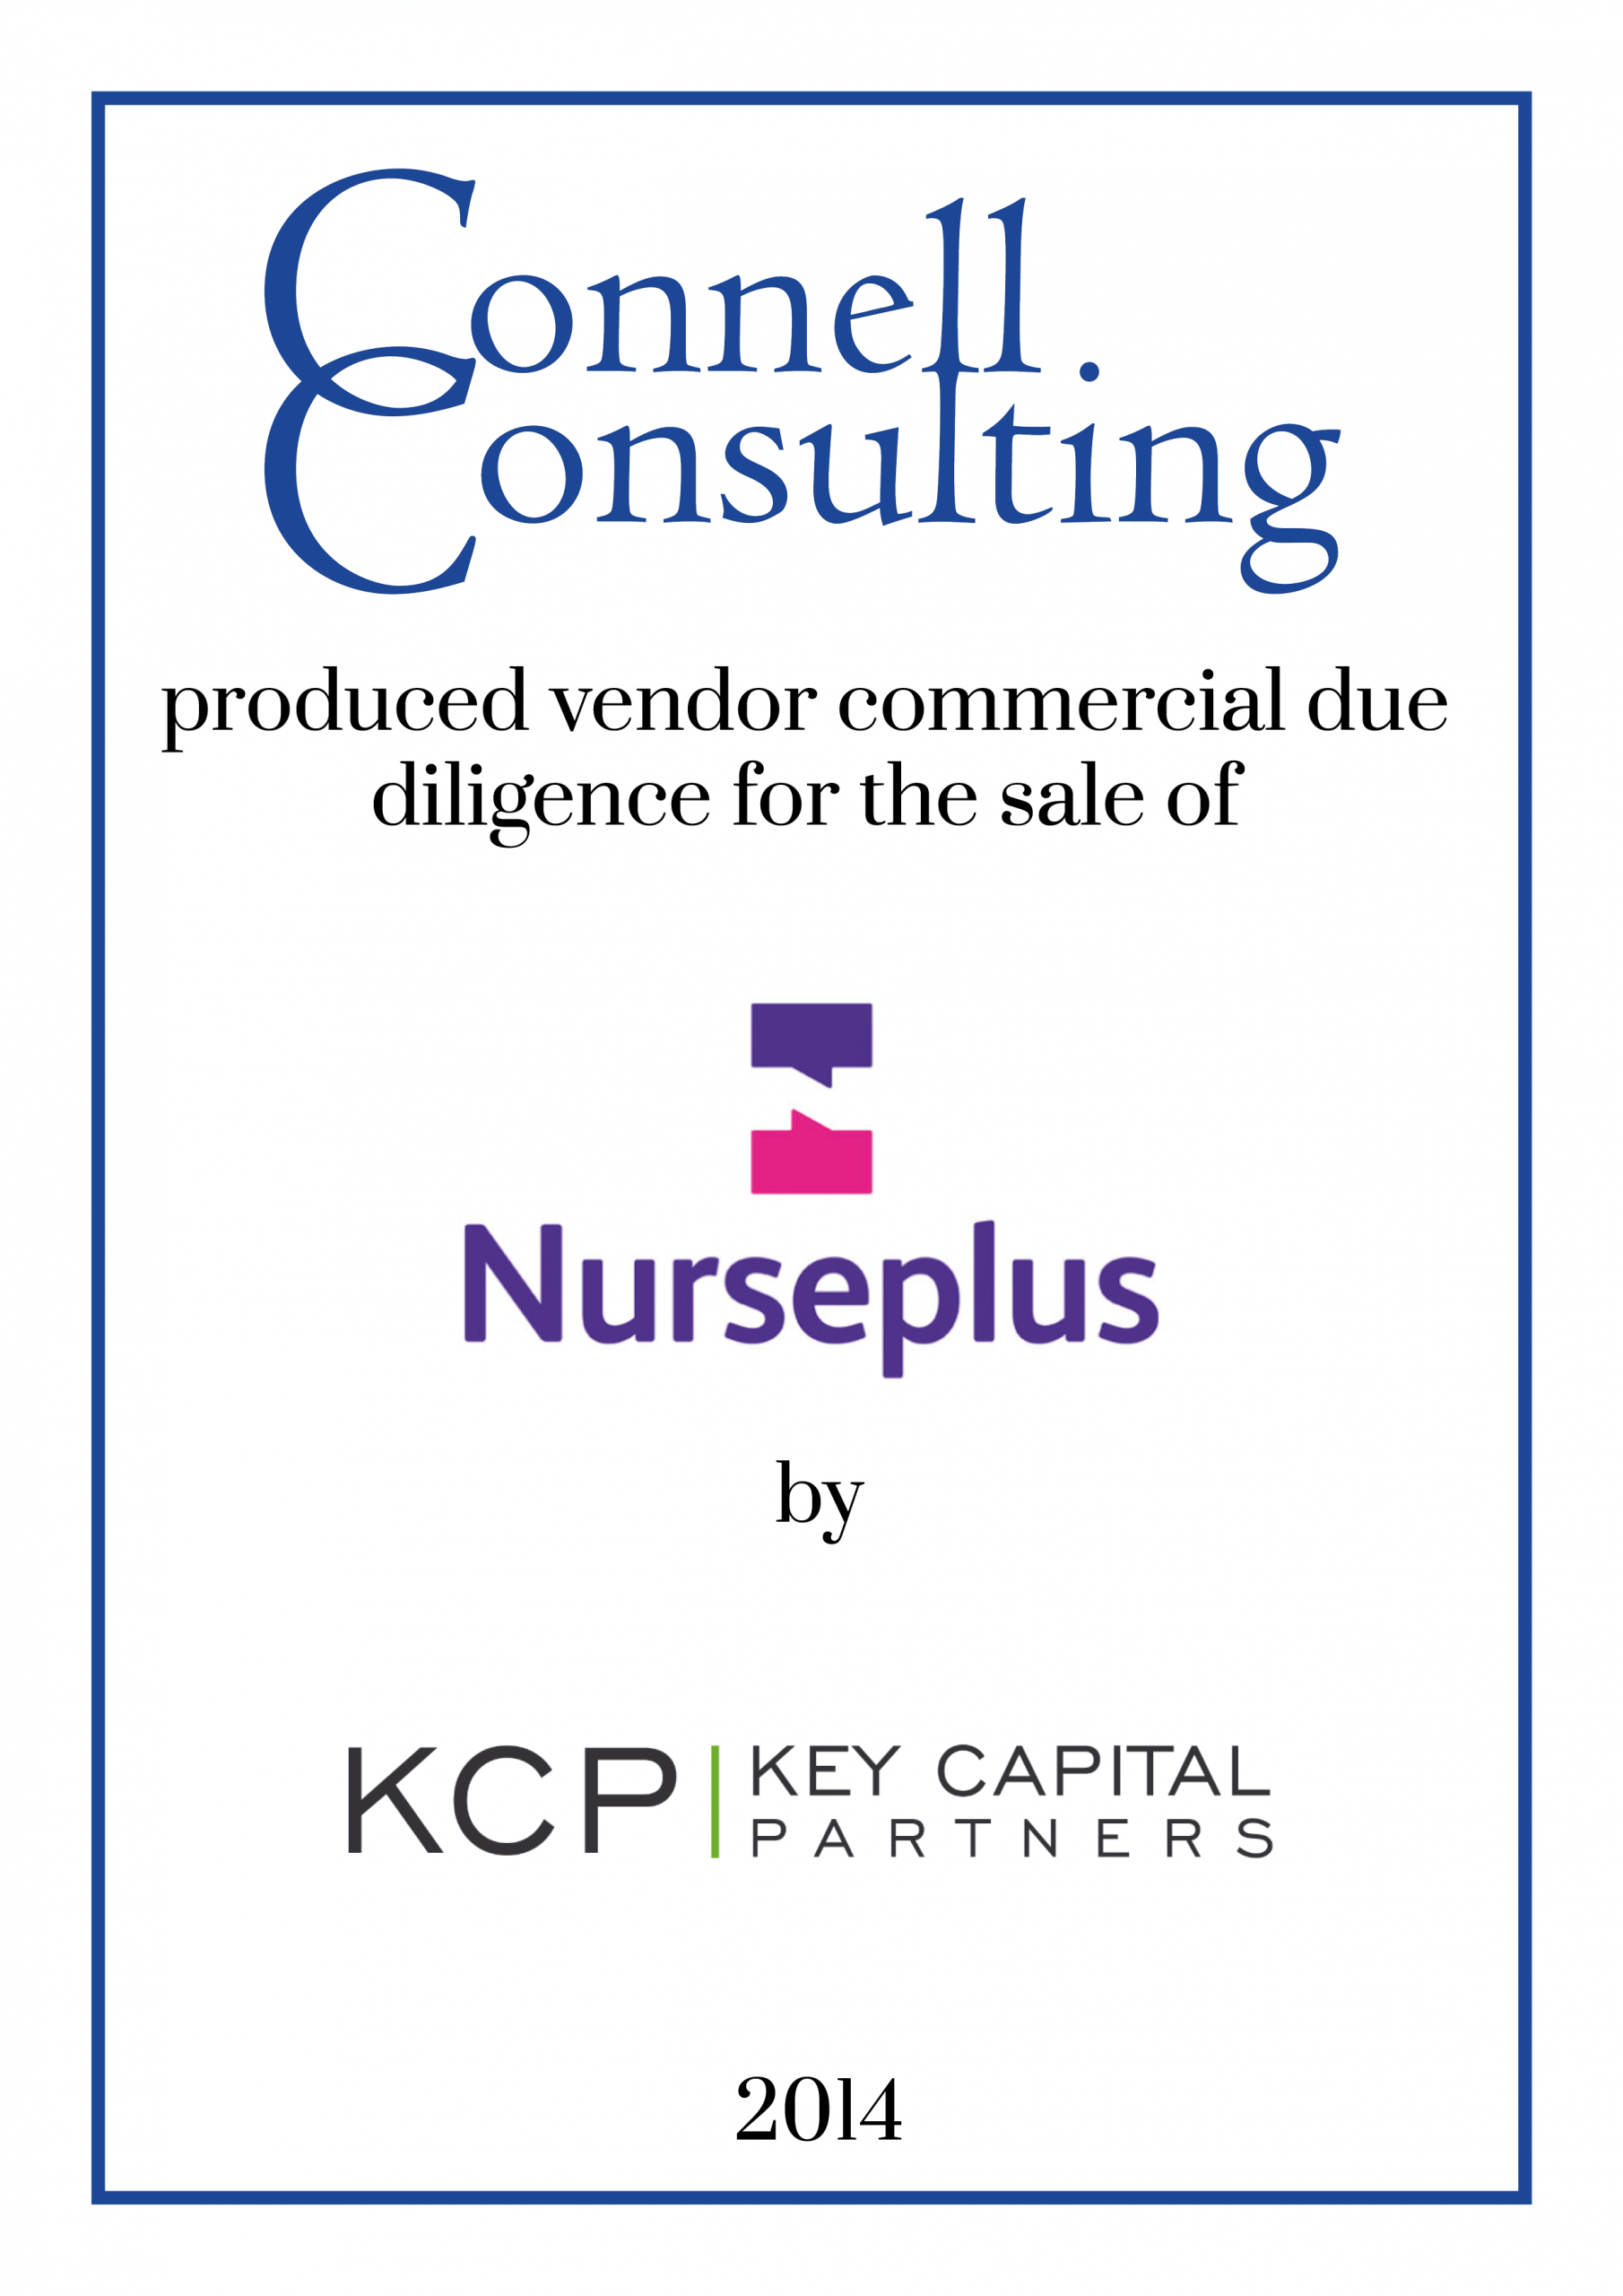 Connell
Consulting
produced vendor commercial due
diligence for the sale of
Nurseplus
by
KCP | KEY CAPITAL
PARTNERS
2014